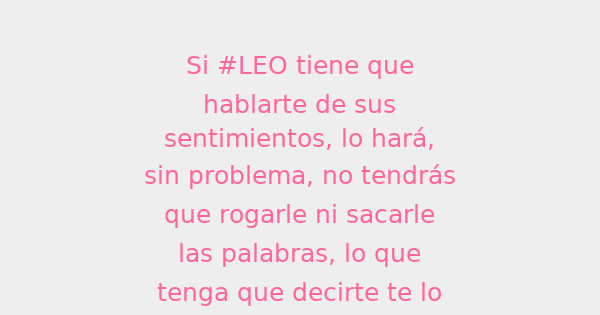 Si #LEO tiene que
hablarte de sus
sentimientos, lo hará,
sin problema, no tendrás
que rogarle ni sacarle
las palabras, lo que
tenga que decirte te lo